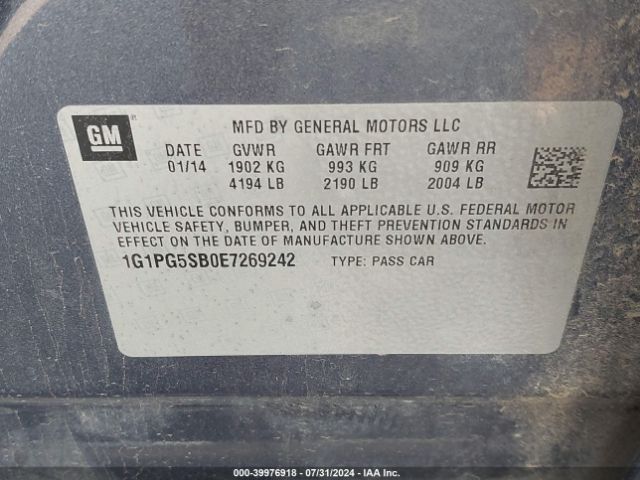 GM
MFD BY GENERAL MOTORS LLC
DATE GVWR GAWR FRT GAWR RR
01/14 1902 KG 993 KG 909 KG
4194 LB 2190 LB 2004 LB
THIS VEHICLE CONFORMS TO ALL APPLICABLE U.S. FEDERAL MOTOR
VEHICLE SAFETY, BUMPER, AND THEFT PREVENTION STANDARDS IN
EFFECT ON THE DATE OF MANUFACTURE SHOWN ABOVE.
1G1PG5SB0E7269242 TYPE: PASS CAR
000-39976918 - 07/31/2024 - IAA Inc.